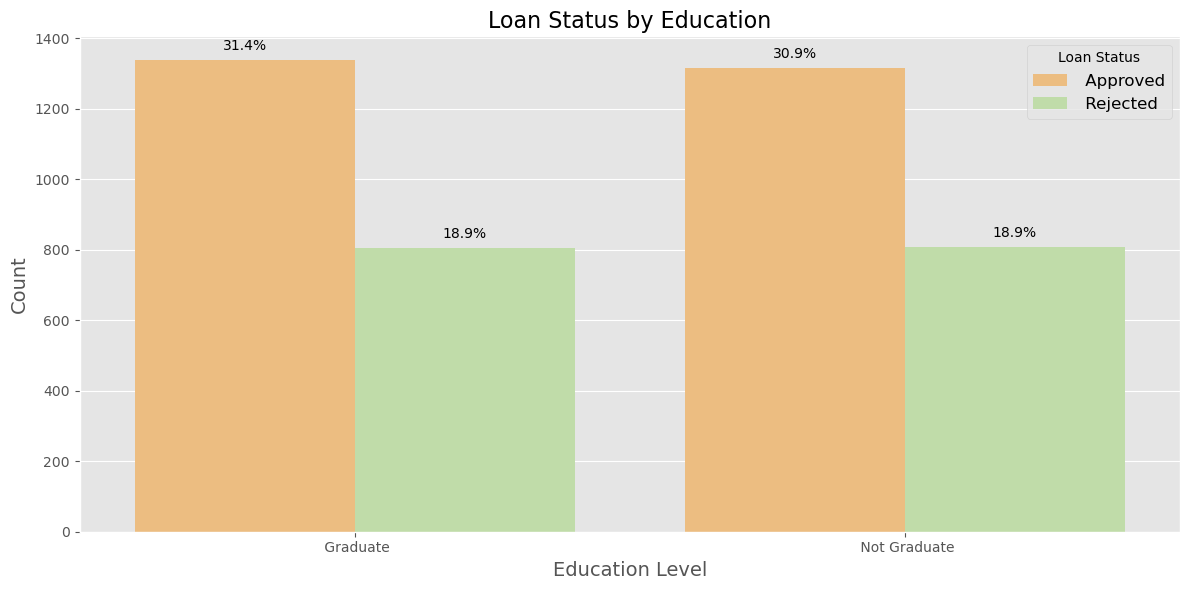 Loan Status by Education
1400
1200
1000
800
600
400
200
0
Count
31.4%
18.9%
30.9%
18.9%
Loan Status
Approved
Rejected
Graduate
Not Graduate
Education Level